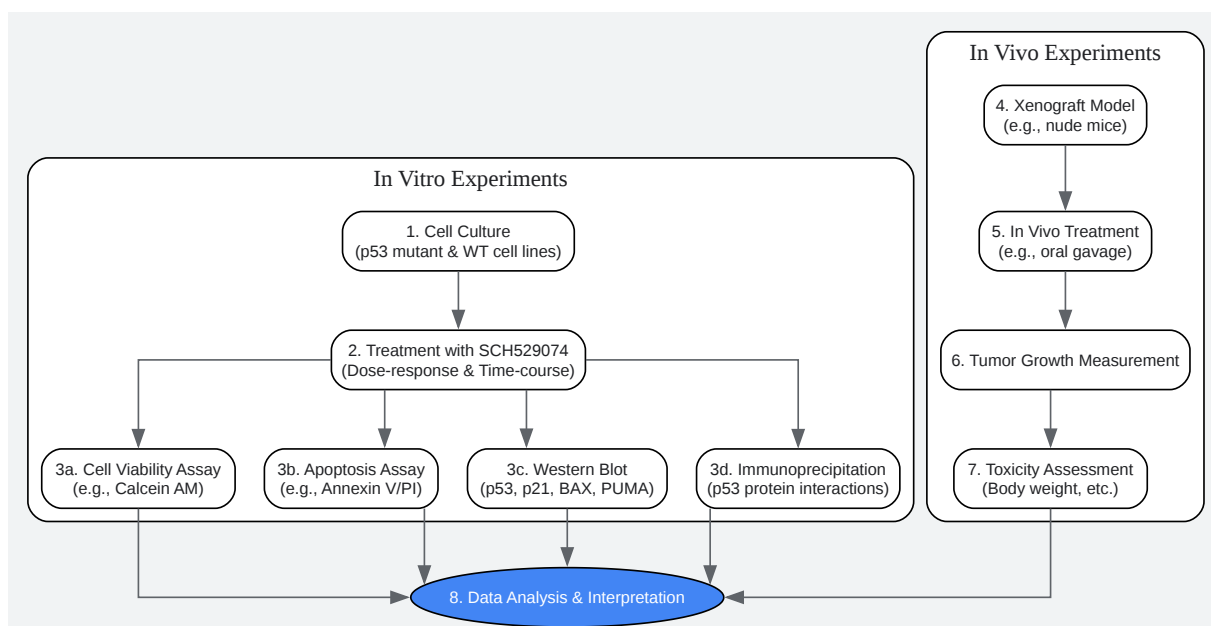 In Vitro Experiments
1. Cell Culture
(p53 mutant & WT cell lines)
2. Treatment with SCH529074
(Dose-response & Time-course)
3a. Cell Viability Assay
(e.g., Calcein AM)
3b. Apoptosis Assay
(e.g., Annexin V/PI)
3c. Western Blot
(p53, p21, BAX, PUMA)
3d. Immunoprecipitation
(p53 protein interactions)
In Vivo Experiments
4. Xenograft Model
(e.g., nude mice)
5. In Vivo Treatment
(e.g., oral gavage)
6. Tumor Growth Measurement
7. Toxicity Assessment
(Body weight, etc.)
8. Data Analysis & Interpretation